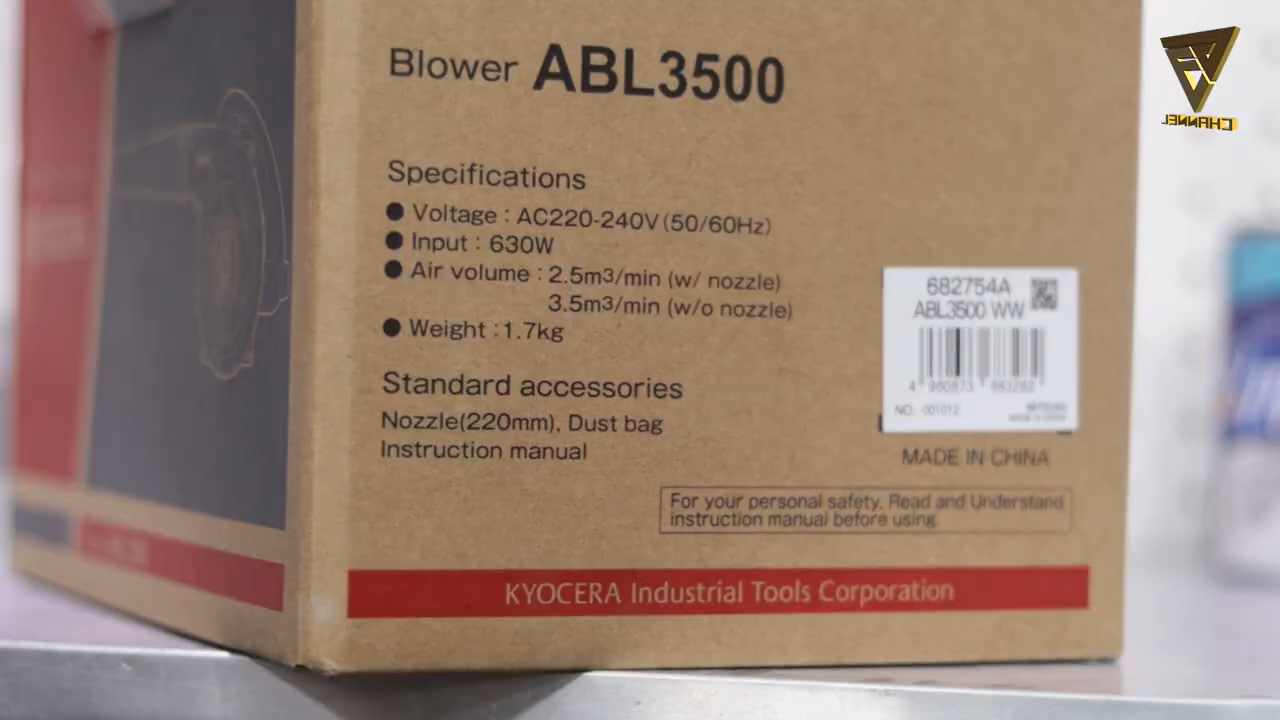 Blower ABL3500
Specifications
● Voltage : AC220-240V (50/60Hz)
● Input : 630W
● Air volume : 2.5m3/min (w/ nozzle)
3.5m3/min (w/o nozzle)
● Weight : 1.7kg
Standard accessories
Nozzle(220mm), Dust bag
Instruction manual
682754A
ABL3500 WW
NO. 001012
MADE IN CHINA
For your personal safety, Read and Understand
instruction manual before using.
KYOCERA Industrial Tools Corporation
CHANNEL